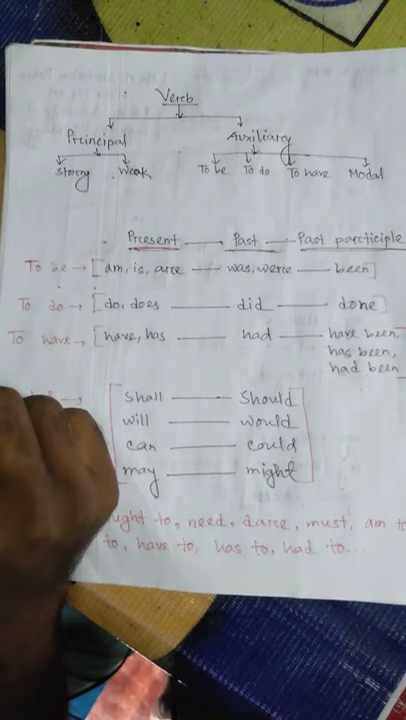 Verb
Principal Auxiliary
Strong Weak To be To do To have Modal
Present — Past — Past participle
To be → [am, is, are — was, were — been]
To do → [do, does — did — done]
To have → [have, has — had — have been,
has been,
had been
shall — should
will — would
can — could
may — might
ought to, need, dare, must, am to
to, have to, has to, had to...